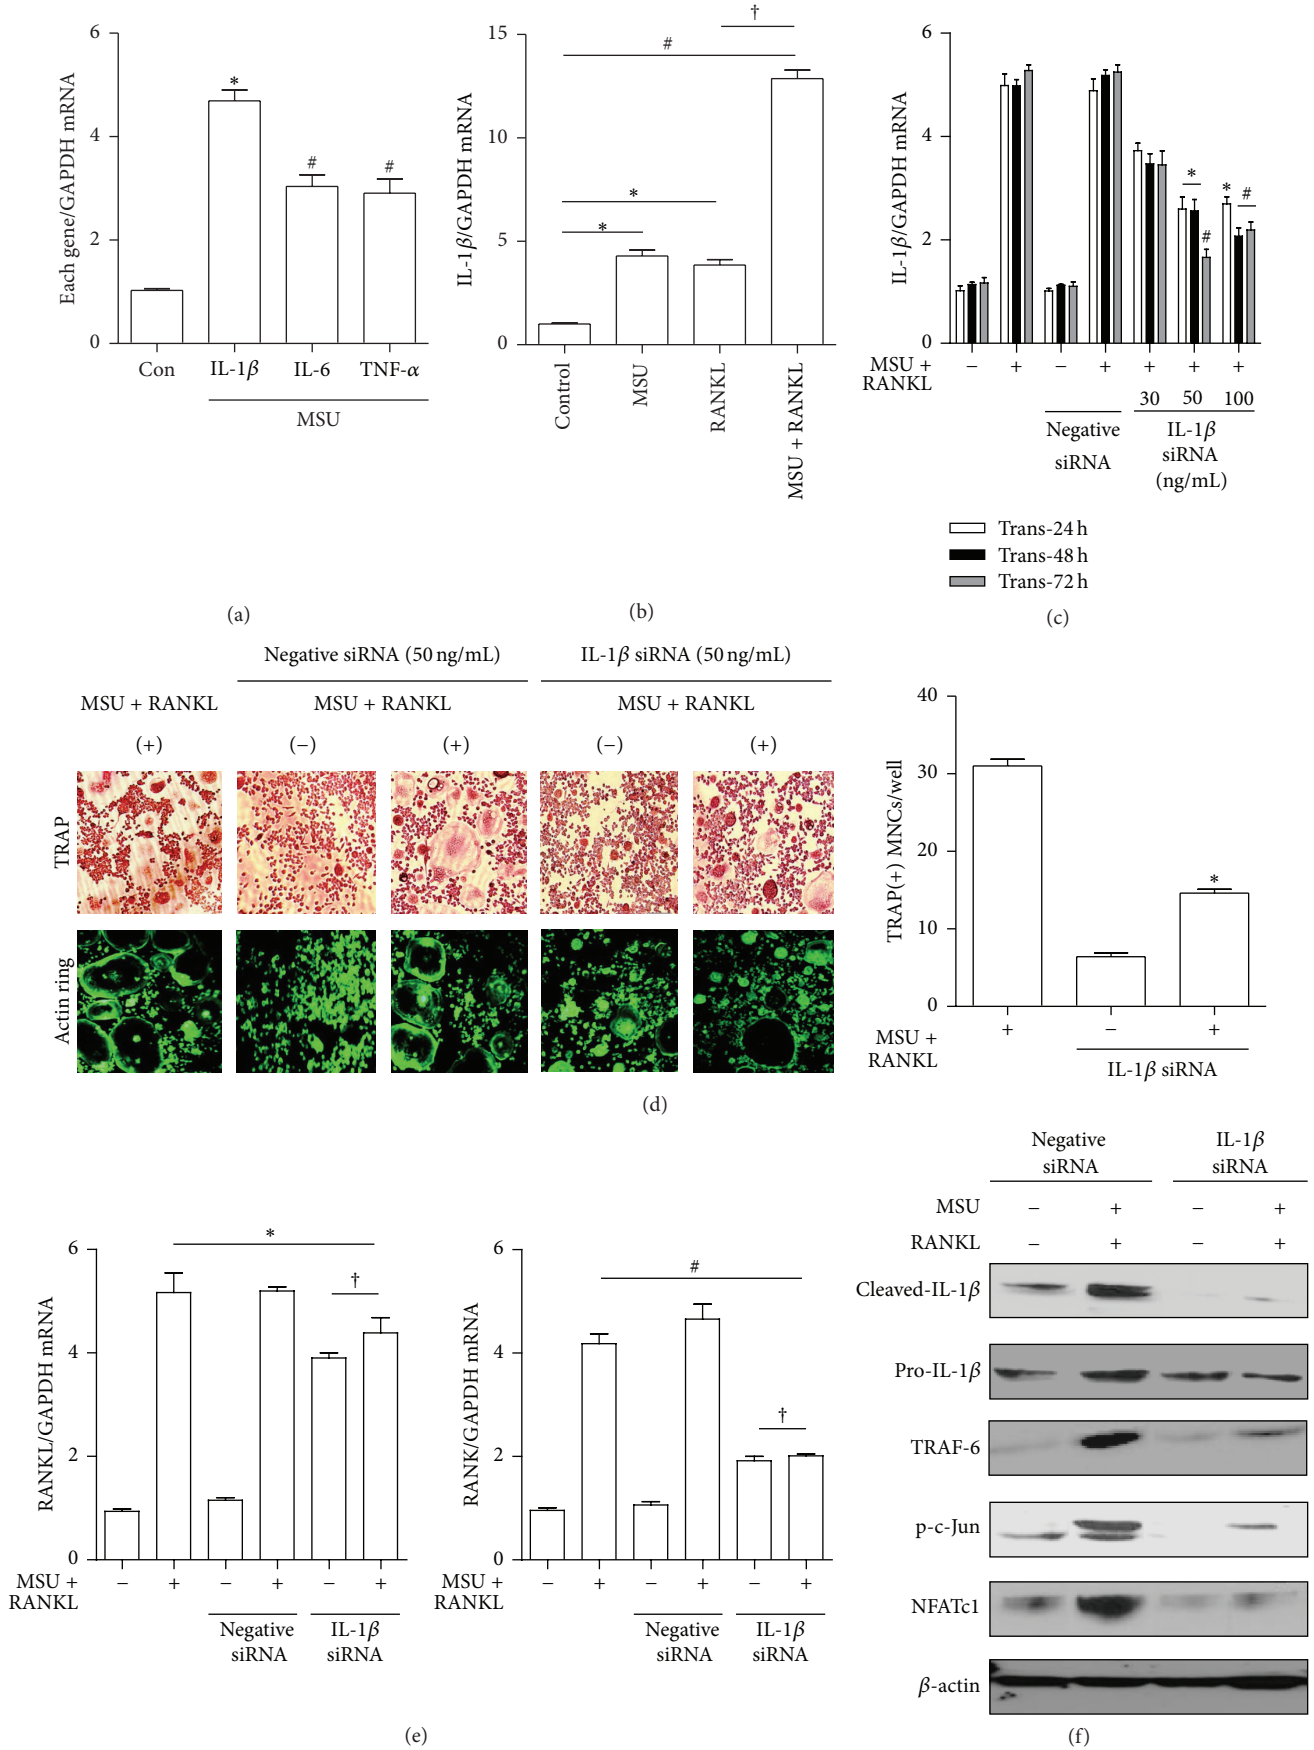 6
4
2
0
Each gene/GAPDH mRNA
*
#
#
Con
IL-1β
IL-6
TNF-α
MSU
(a)
15
10
5
0
IL-1β/GAPDH mRNA
†
#
*
*
Control
MSU
RANKL
MSU + RANKL
(b)
6
4
2
0
IL-1β/GAPDH mRNA
*
#
*
#
MSU +
RANKL
− + − + + + +
30 50 100
Negative
siRNA
IL-1β
siRNA
(ng/mL)
Trans-24 h
Trans-48 h
Trans-72 h
(c)
Negative siRNA (50 ng/mL)
IL-1β siRNA (50 ng/mL)
MSU + RANKL
MSU + RANKL
MSU + RANKL
(+) (−) (+) (−) (+)
TRAP
Actin ring
40
30
20
10
0
TRAP(+) MNCs/well
*
MSU +
RANKL
+ − +
IL-1β siRNA
(d)
6
4
2
0
RANKL/GAPDH mRNA
*
†
MSU +
RANKL
− + − + − +
Negative
siRNA
IL-1β
siRNA
6
4
2
0
RANK/GAPDH mRNA
#
†
MSU +
RANKL
− + − + − +
Negative
siRNA
IL-1β
siRNA
(e)
Negative
siRNA
IL-1β
siRNA
MSU − + − +
RANKL − + − +
Cleaved-IL-1β
Pro-IL-1β
TRAF-6
p-c-Jun
NFATc1
β-actin
(f)